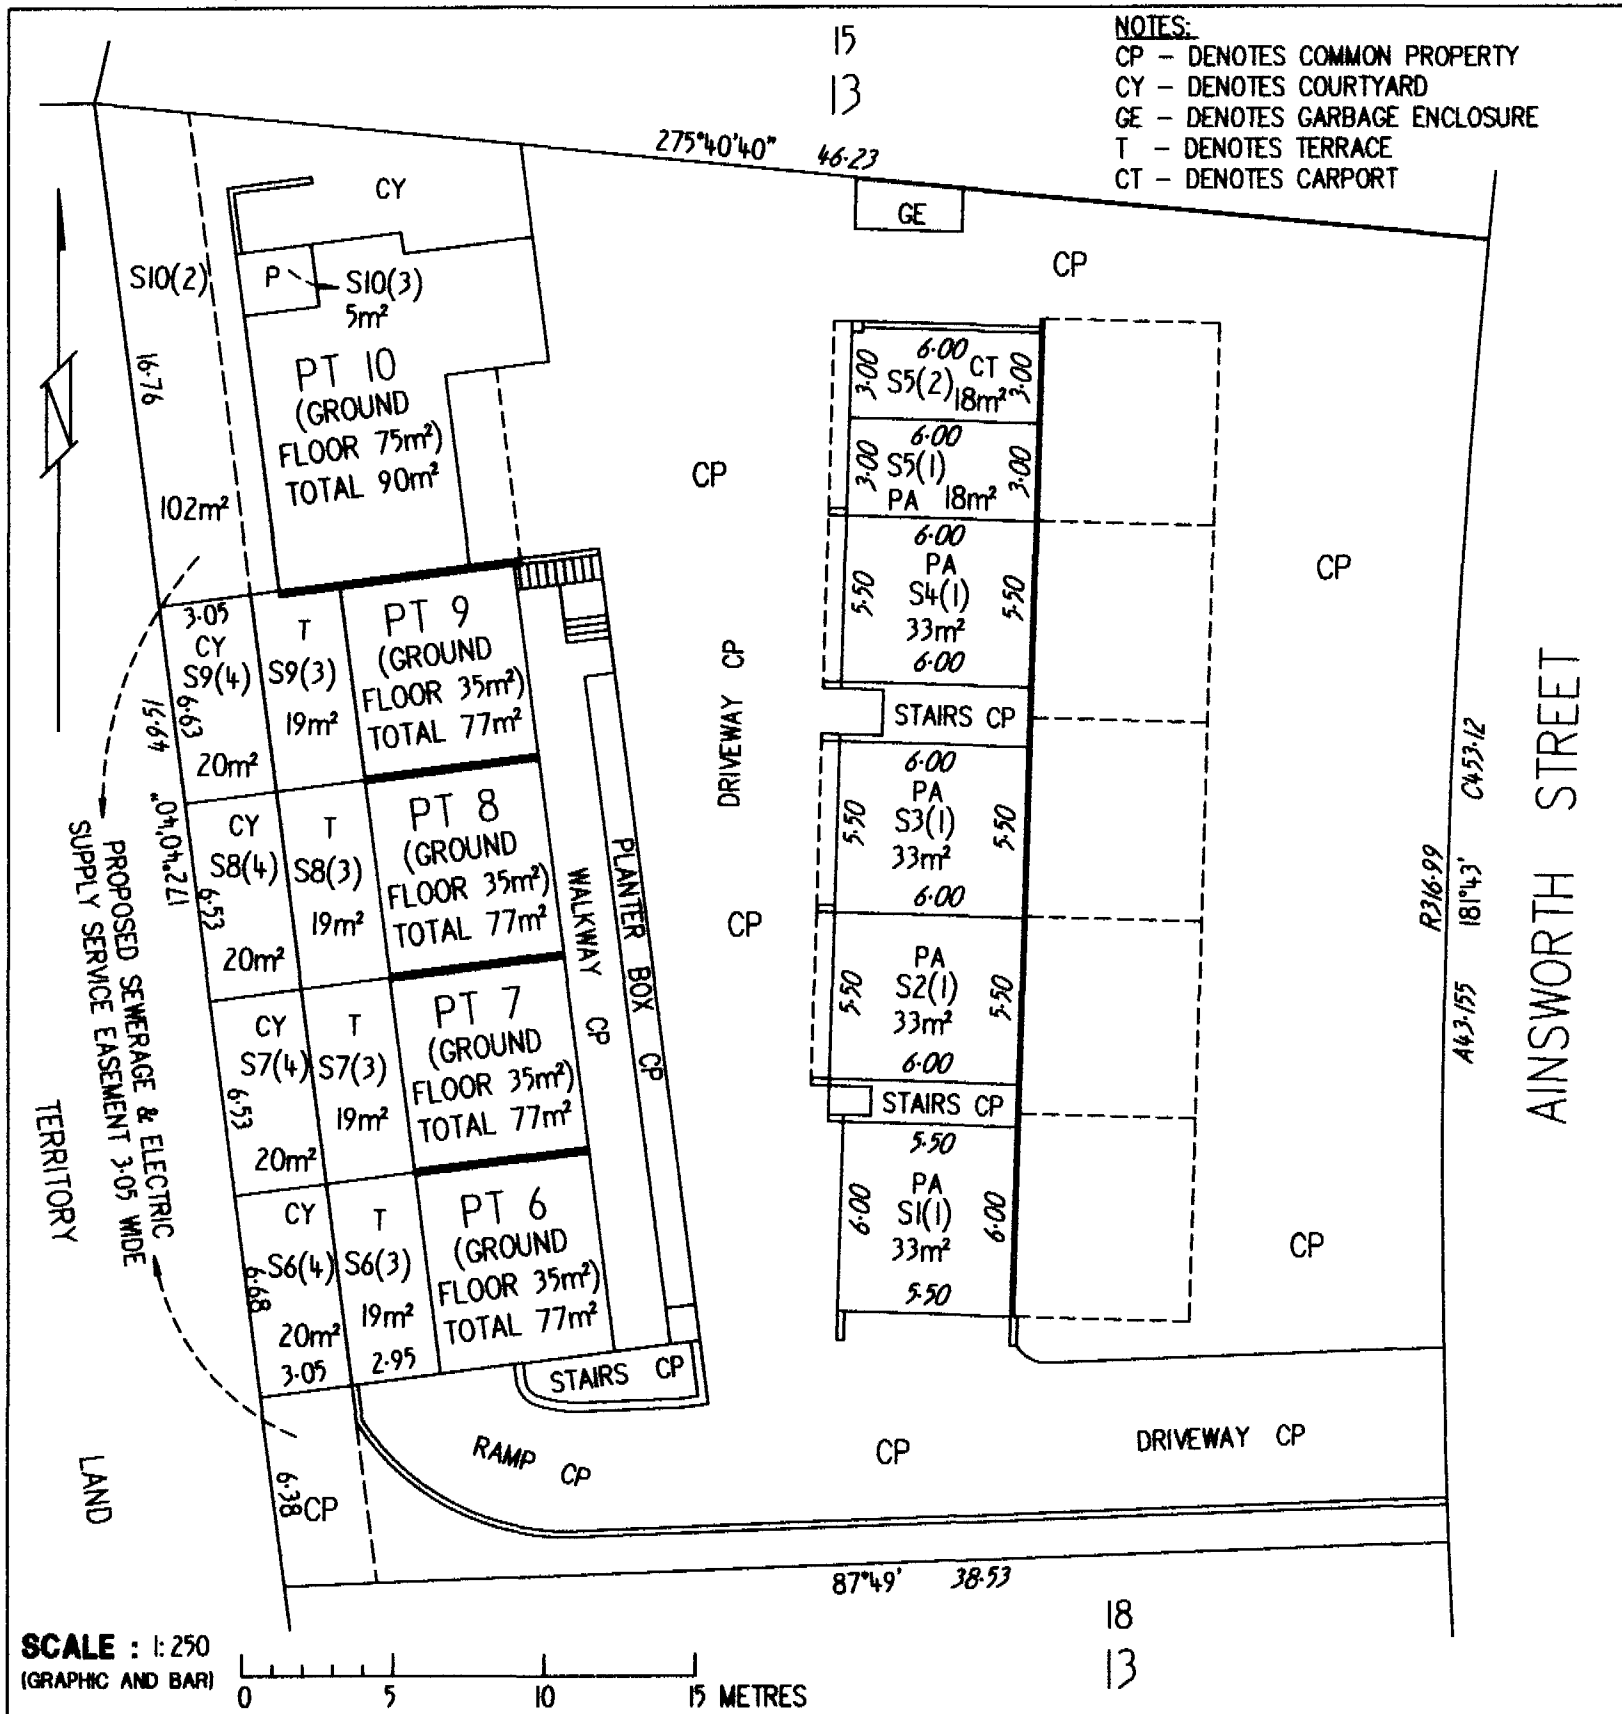 NOTES:
CP – DENOTES COMMON PROPERTY
CY – DENOTES COURTYARD
GE – DENOTES GARBAGE ENCLOSURE
T – DENOTES TERRACE
CT – DENOTES CARPORT
15
13
275°40'40" 46·23
GE
CP
CY
S10(2)
P
S10(3)
5m²
16·76
PT 10
(GROUND
FLOOR 75m²)
TOTAL 90m²
102m²
CP
6·00
3·00
S5(2)
CT
18m²
3·00
6·00
3·00
S5(1)
PA 18m²
3·00
6·00
PA
S4(1)
5·50
5·50
33m²
6·00
CP
STAIRS CP
6·00
PA
S3(1)
5·50
5·50
33m²
6·00
PA
S2(1)
5·50
5·50
33m²
6·00
STAIRS CP
5·50
PA
S1(1)
6·00
6·00
33m²
5·50
CP
3·05
CY
S9(4)
6·63
20m²
T
S9(3)
19m²
PT 9
(GROUND
FLOOR 35m²)
TOTAL 77m²
15·64
172°40'40"
CY
S8(4)
6·53
20m²
T
S8(3)
19m²
PT 8
(GROUND
FLOOR 35m²)
TOTAL 77m²
CY
S7(4)
6·53
20m²
T
S7(3)
19m²
PT 7
(GROUND
FLOOR 35m²)
TOTAL 77m²
CY
S6(4)
6·68
20m²
3·05
T
S6(3)
19m²
2·95
PT 6
(GROUND
FLOOR 35m²)
TOTAL 77m²
WALKWAY CP
PLANTER BOX CP
DRIVEWAY CP
CP
PROPOSED SEWERAGE & ELECTRIC
SUPPLY SERVICE EASEMENT 3·05 WIDE
TERRITORY
LAND
STAIRS CP
RAMP CP
CP
DRIVEWAY CP
6·38
CP
87°49' 38·53
R316·99
A43·155 181°43' C453·12
AINSWORTH STREET
18
13
SCALE : 1:250
(GRAPHIC AND BAR)
0 5 10 15 METRES